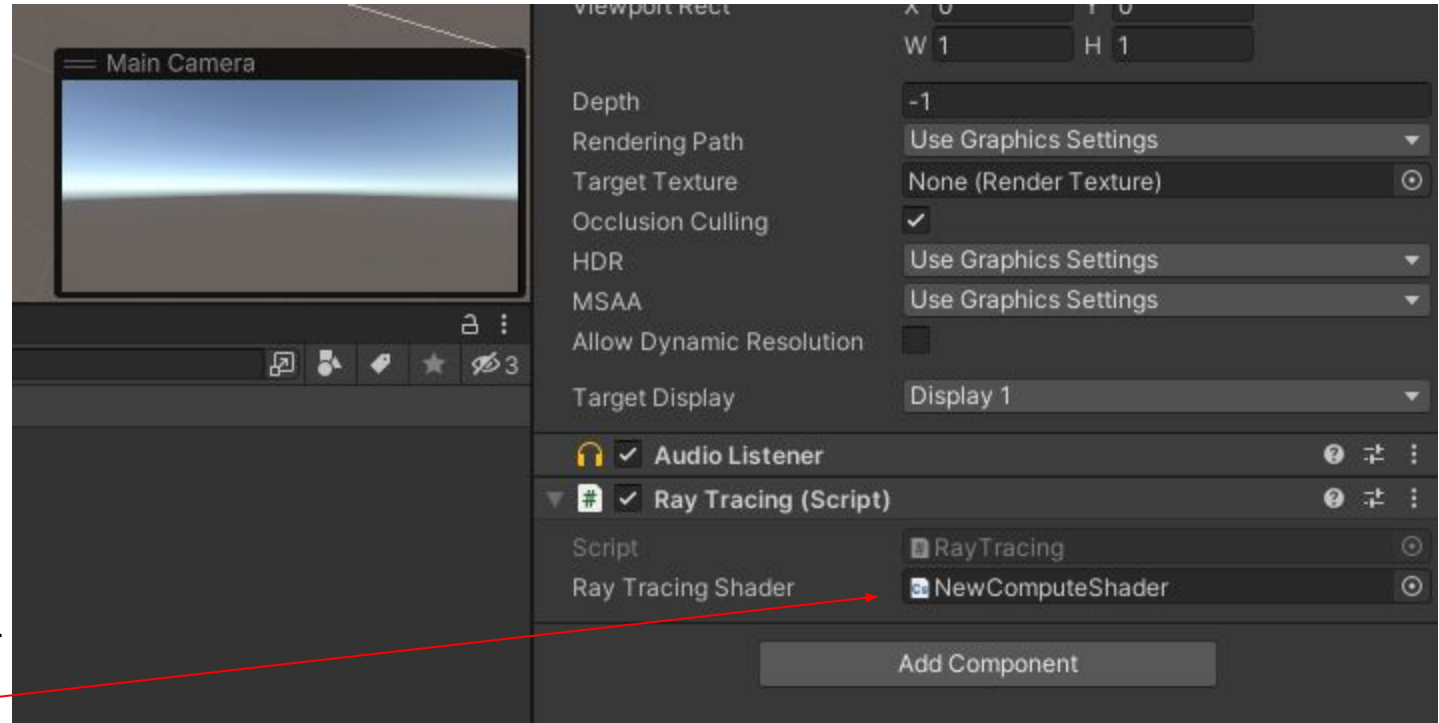 Main Camera
3
Viewport Rect X 0 Y 0
W 1 H 1
Depth -1
Rendering Path Use Graphics Settings
Target Texture None (Render Texture)
Occlusion Culling
HDR Use Graphics Settings
MSAA Use Graphics Settings
Allow Dynamic Resolution
Target Display Display 1
Audio Listener
# Ray Tracing (Script)
Script # RayTracing
Ray Tracing Shader NewComputeShader
Add Component